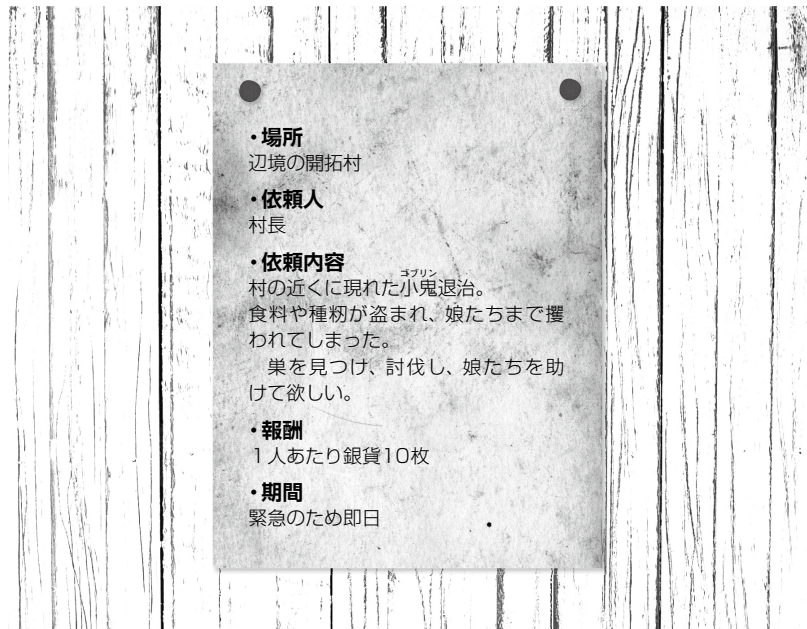 ・場所
辺境の開拓村
・依頼人
村長
・依頼内容
ゴブリン
村の近くに現れた小鬼退治。
食料や種籾が盗まれ、娘たちまで攫
われてしまった。
　巣を見つけ、討伐し、娘たちを助
けて欲しい。
・報酬
１人あたり銀貨10枚
・期間
緊急のため即日